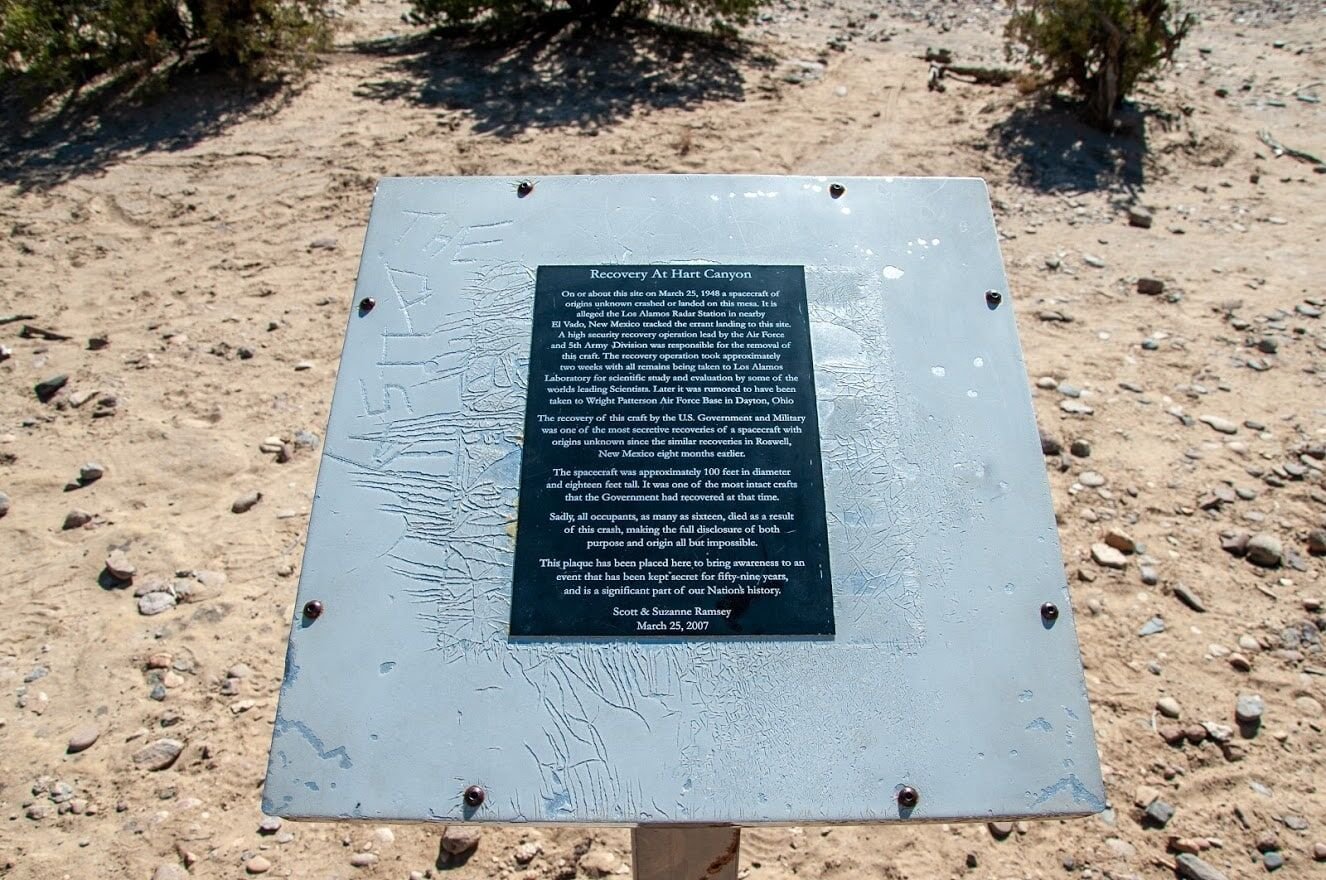 Recovery At Hart Canyon
On or about this site on March 25, 1948 a spacecraft of
origins unknown crashed or landed on this mesa. It is
alleged the Los Alamos Radar Station in nearby
El Vado, New Mexico tracked the errant landing to this site.
A high security recovery operation lead by the Air Force
and 5th Army Division was responsible for the removal of
this craft. The recovery operation took approximately
two weeks with all remains being taken to Los Alamos
Laboratory for scientific study and evaluation by some of the
worlds leading Scientists. Later it was rumored to have been
taken to Wright Patterson Air Force Base in Dayton, Ohio
The recovery of this craft by the U.S. Government and Military
was one of the most secretive recoveries of a spacecraft with
origins unknown since the similar recoveries in Roswell,
New Mexico eight months earlier.
The spacecraft was approximately 100 feet in diameter
and eighteen feet tall. It was one of the most intact crafts
that the Government had recovered at that time.
Sadly, all occupants, as many as sixteen, died as a result
of this crash, making the full disclosure of both
purpose and origin all but impossible.
This plaque has been placed here to bring awareness to an
event that has been kept secret for fifty-nine years,
and is a significant part of our Nation's history.
Scott & Suzanne Ramsey
March 25, 2007
THE